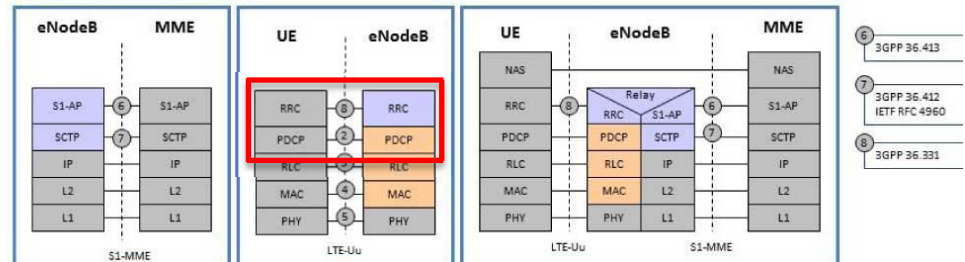 eNodeB MME
S1-AP 6 S1-AP
SCTP 7 SCTP
IP IP
L2 L2
L1 L1
S1-MME
UE eNodeB
RRC 8 RRC
PDCP 2 PDCP
RLC 3 RLC
MAC 4 MAC
PHY 5 PHY
LTE-Uu
UE eNodeB MME
NAS NAS
Relay
RRC 8 RRC S1-AP 6 S1-AP
PDCP PDCP SCTP 7 SCTP
RLC RLC IP IP
MAC MAC L2 L2
PHY PHY L1 L1
LTE-Uu S1-MME
6
3GPP 36.413
7
3GPP 36.412
IETF RFC 4960
8
3GPP 36.331